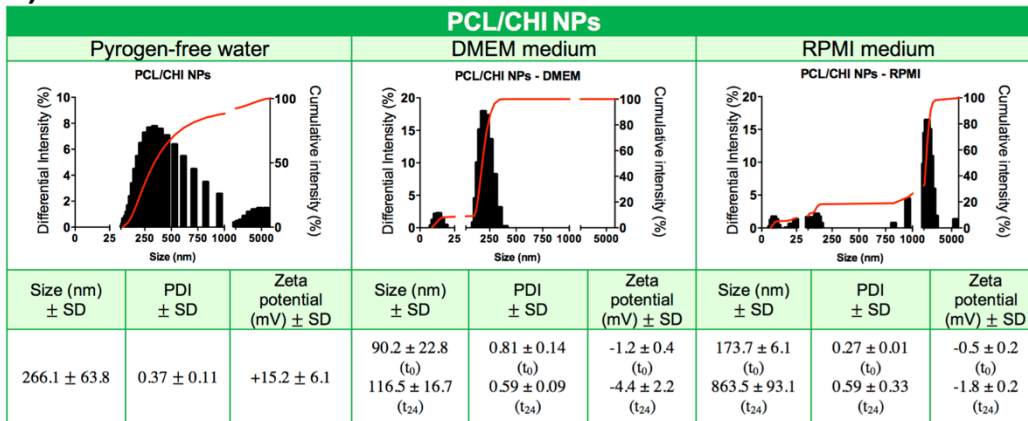 PCL/CHI NPs
Pyrogen-free water DMEM medium RPMI medium
PCL/CHI NPs
Differential Intensity (%)
10
8
6
4
2
0
100
50
0
Cumulative intensity (%)
0 25 250 500 750 1000 5000
Size (nm)
PCL/CHI NPs - DMEM
Differential Intensity (%)
20
15
10
5
0
100
80
60
40
20
0
Cumulative intensity (%)
0 25 250 500 750 1000 5000
Size (nm)
PCL/CHI NPs - RPMI
Differential Intensity (%)
20
15
10
5
0
100
80
60
40
20
0
Cumulative intensity (%)
0 25 250 500 750 1000 5000
Size (nm)
Size (nm) PDI Zeta Size (nm) PDI Zeta Size (nm) PDI Zeta
± SD ± SD potential ± SD ± SD potential ± SD ± SD potential
(mV) ± SD (mV) ± SD (mV) ± SD
266.1 ± 63.8 0.37 ± 0.11 +15.2 ± 6.1
90.2 ± 22.8 0.81 ± 0.14 -1.2 ± 0.4 173.7 ± 6.1 0.27 ± 0.01 -0.5 ± 0.2
(t₀) (t₀) (t₀) (t₀) (t₀) (t₀)
116.5 ± 16.7 0.59 ± 0.09 -4.4 ± 2.2 863.5 ± 93.1 0.59 ± 0.33 -1.8 ± 0.2
(t₂₄) (t₂₄) (t₂₄) (t₂₄) (t₂₄) (t₂₄)